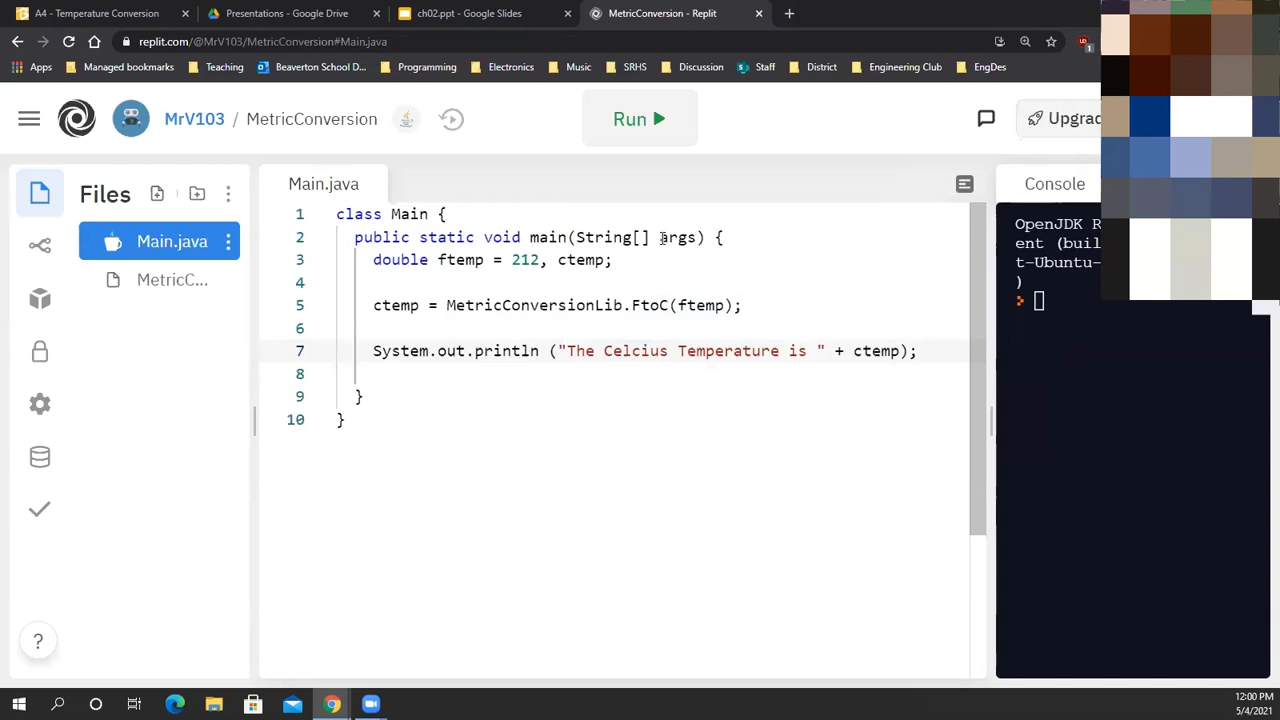 A4 - Temperature Conversion
Presentations - Google Drive
ch02.ppt - Google Slides
MetricConversion - Replit
replit.com/@MrV103/MetricConversion#Main.java
Apps
Managed bookmarks
Teaching
Beaverton School D...
Programming
Electronics
Music
SRHS
Discussion
Staff
District
Engineering Club
EngDes
MrV103 / MetricConversion
Run
Upgrad
Files
Main.java
MetricC...
Main.java
1 class Main {
2 public static void main(String[] args) {
3 double ftemp = 212, ctemp;
4
5 ctemp = MetricConversionLib.FtoC(ftemp);
6
7 System.out.println ("The Celcius Temperature is " + ctemp);
8
9 }
10 }
Console
OpenJDK R
ent (buil
t-Ubuntu-
)
?
12:00 PM
5/4/2021